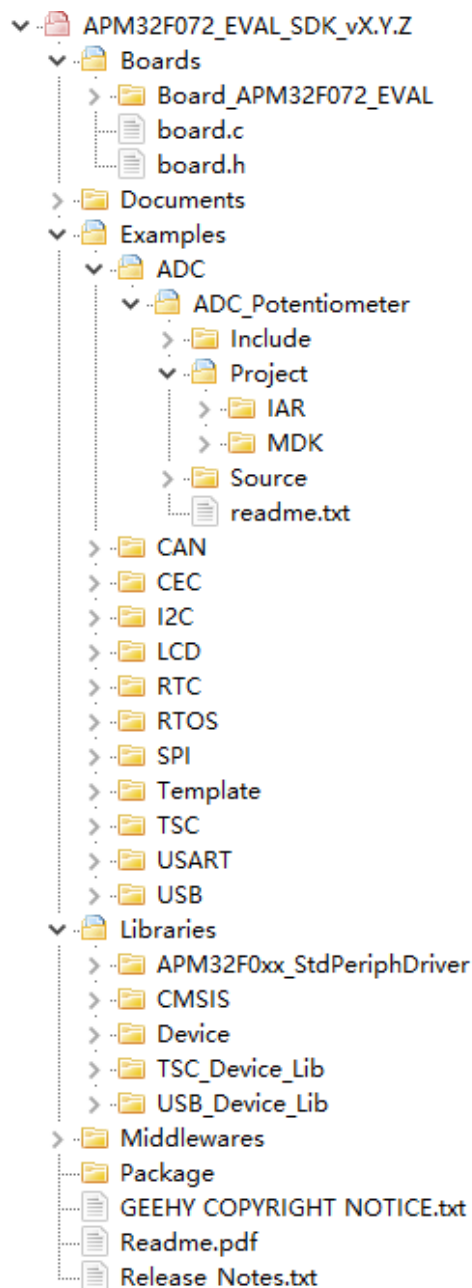 APM32F072_EVAL_SDK_vX.Y.Z
Boards
Board_APM32F072_EVAL
board.c
board.h
Documents
Examples
ADC
ADC_Potentiometer
Include
Project
IAR
MDK
Source
readme.txt
CAN
CEC
I2C
LCD
RTC
RTOS
SPI
Template
TSC
USART
USB
Libraries
APM32F0xx_StdPeriphDriver
CMSIS
Device
TSC_Device_Lib
USB_Device_Lib
Middlewares
Package
GEEHY COPYRIGHT NOTICE.txt
Readme.pdf
Release Notes.txt